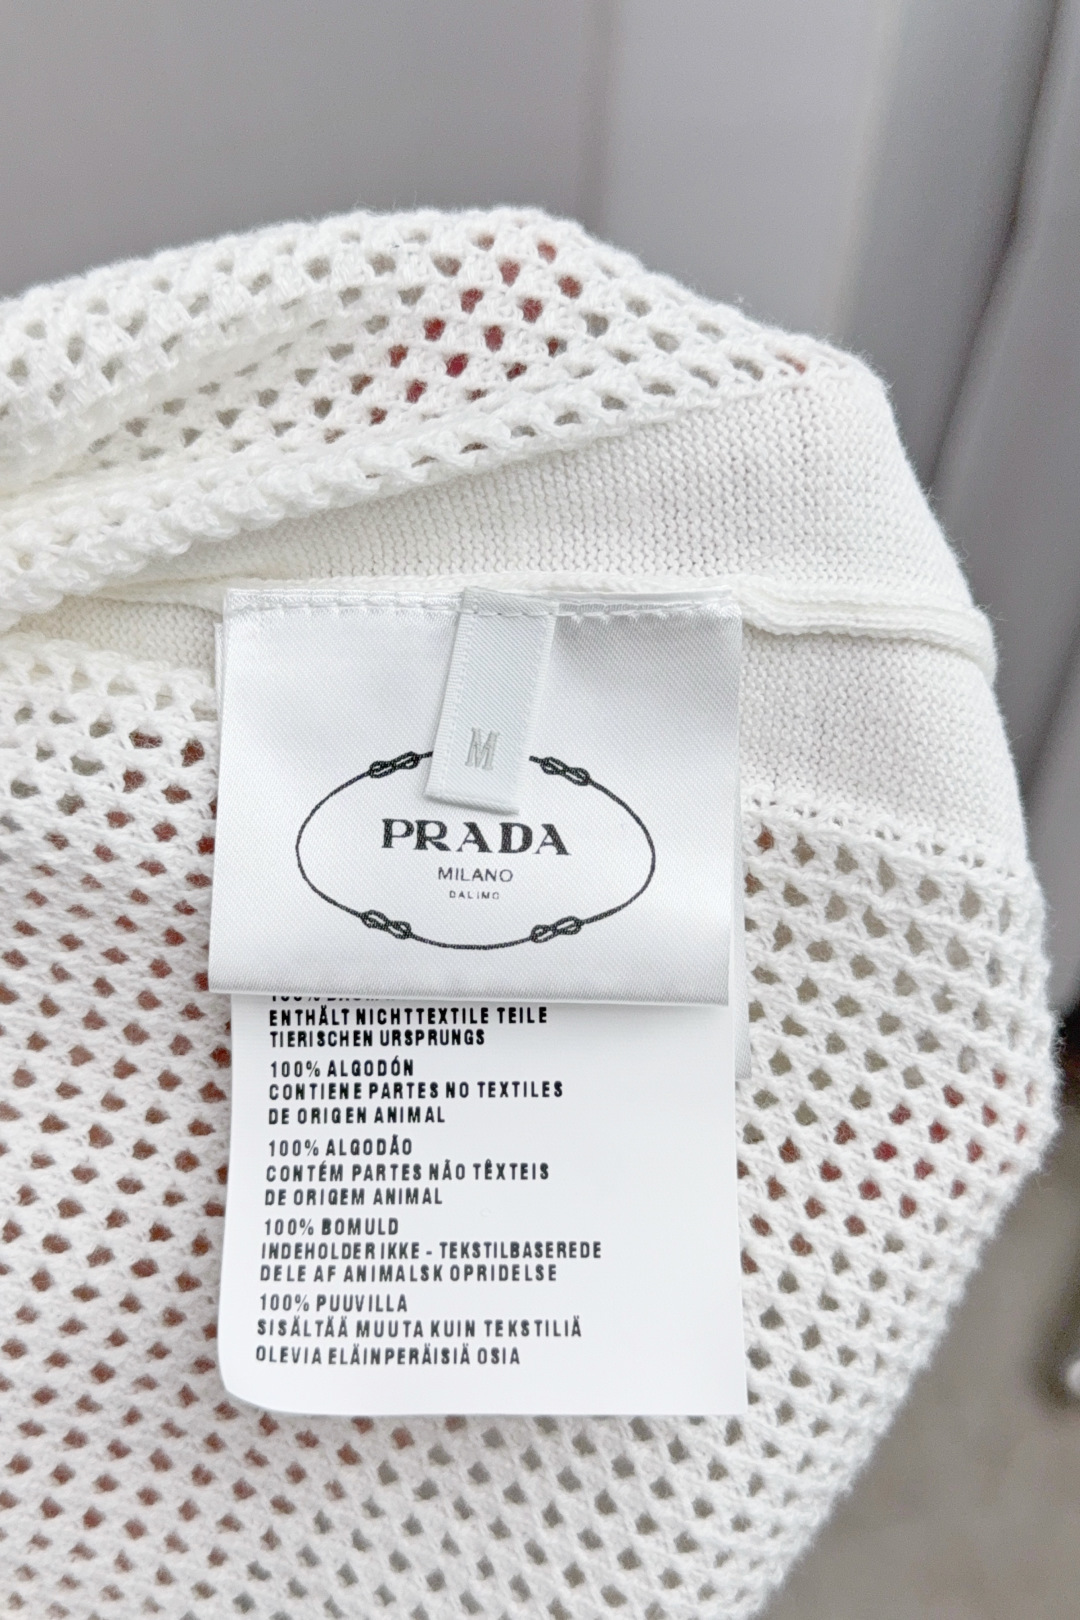 M
PRADA
MILANO
DAL 1913
ENTHÄLT NICHTTEXTILE TEILE
TIERISCHEN URSPRUNGS
100% ALGODÓN
CONTIENE PARTES NO TEXTILES
DE ORIGEN ANIMAL
100% ALGODÃO
CONTÉM PARTES NÃO TÊXTEIS
DE ORIGEM ANIMAL
100% BOMULD
INDEHOLDER IKKE - TEKSTILBASEREDE
DELE AF ANIMALSK OPRIDELSE
100% PUUVILLA
SISÄLTÄÄ MUUTA KUIN TEKSTILIÄ
OLEVIA ELÄINPERÄISIÄ OSIA